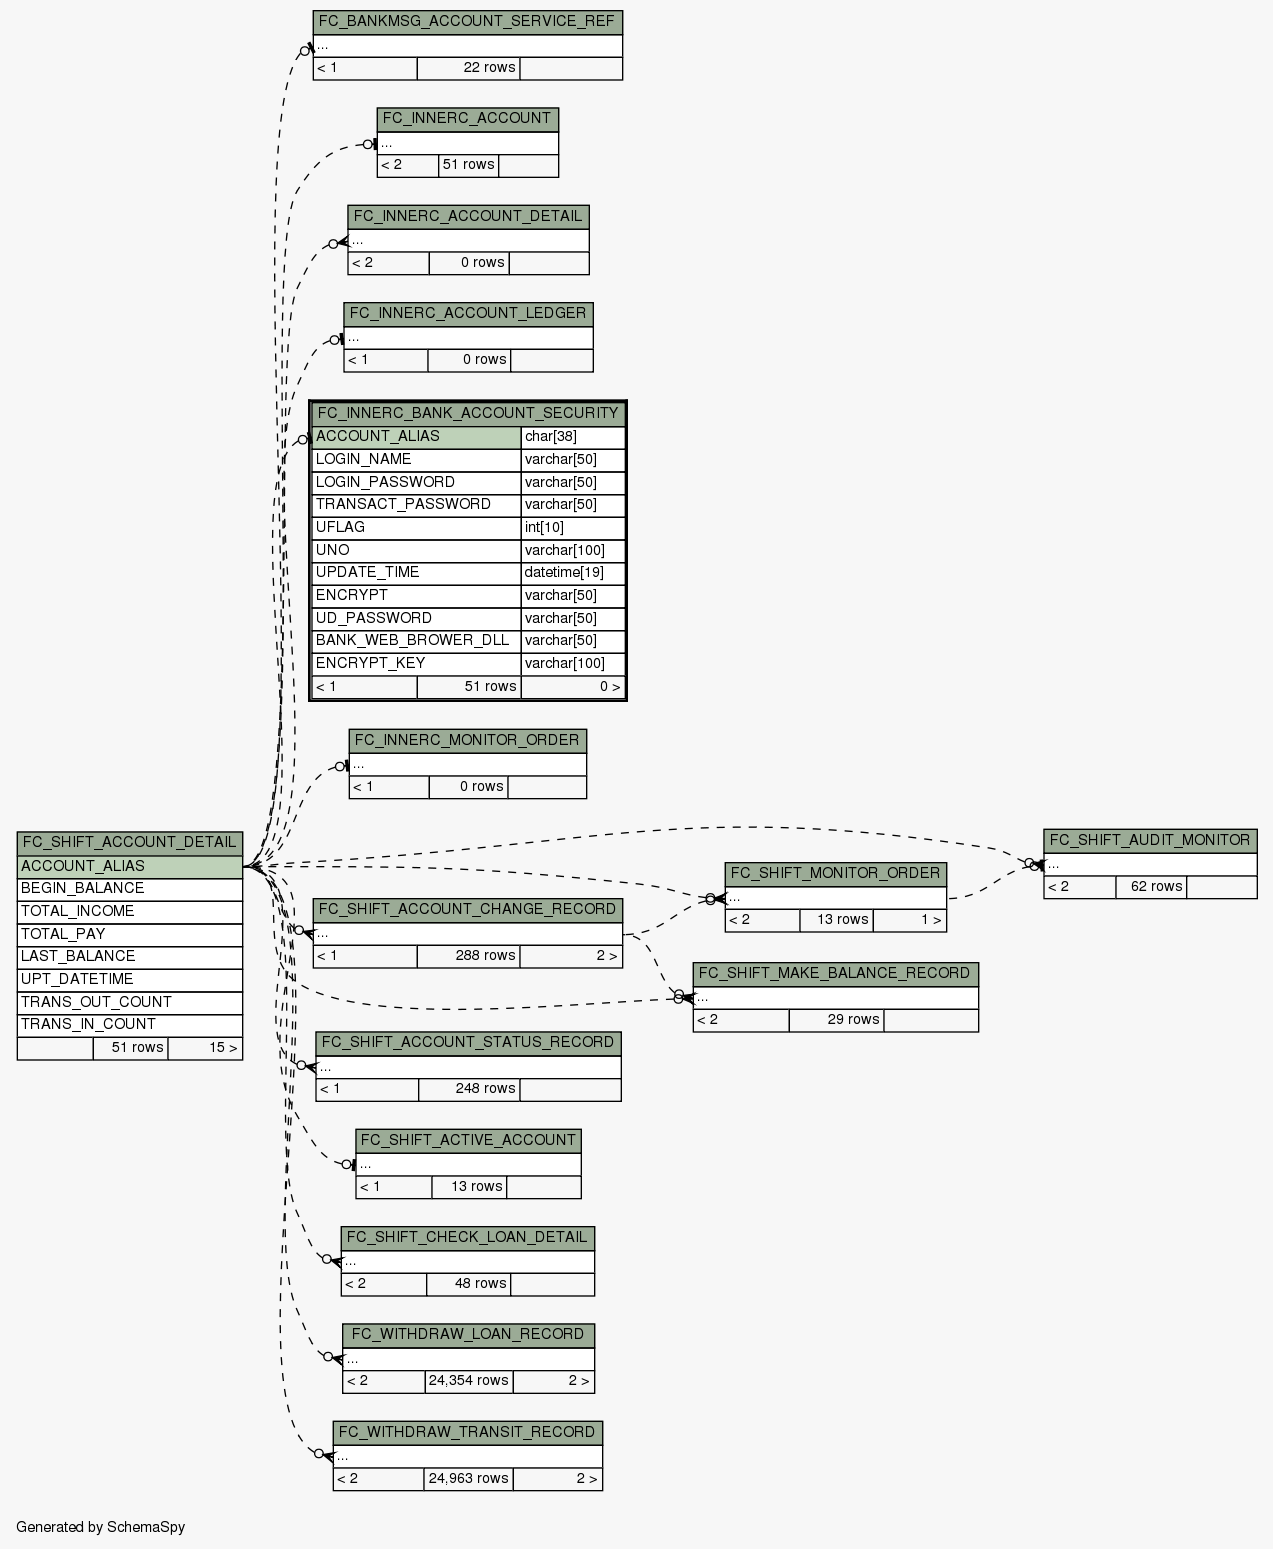 FC_BANKMSG_ACCOUNT_SERVICE_REF
...
< 1 22 rows
FC_INNERC_ACCOUNT
...
< 2 51 rows
FC_INNERC_ACCOUNT_DETAIL
...
< 2 0 rows
FC_INNERC_ACCOUNT_LEDGER
...
< 1 0 rows
FC_INNERC_BANK_ACCOUNT_SECURITY
ACCOUNT_ALIAS char[38]
LOGIN_NAME varchar[50]
LOGIN_PASSWORD varchar[50]
TRANSACT_PASSWORD varchar[50]
UFLAG int[10]
UNO varchar[100]
UPDATE_TIME datetime[19]
ENCRYPT varchar[50]
UD_PASSWORD varchar[50]
BANK_WEB_BROWER_DLL varchar[50]
ENCRYPT_KEY varchar[100]
< 1 51 rows 0 >
FC_INNERC_MONITOR_ORDER
...
< 1 0 rows
FC_SHIFT_ACCOUNT_DETAIL
ACCOUNT_ALIAS
BEGIN_BALANCE
TOTAL_INCOME
TOTAL_PAY
LAST_BALANCE
UPT_DATETIME
TRANS_OUT_COUNT
TRANS_IN_COUNT
51 rows 15 >
FC_SHIFT_AUDIT_MONITOR
...
< 2 62 rows
FC_SHIFT_MONITOR_ORDER
...
< 2 13 rows 1 >
FC_SHIFT_ACCOUNT_CHANGE_RECORD
...
< 1 288 rows 2 >
FC_SHIFT_MAKE_BALANCE_RECORD
...
< 2 29 rows
FC_SHIFT_ACCOUNT_STATUS_RECORD
...
< 1 248 rows
FC_SHIFT_ACTIVE_ACCOUNT
...
< 1 13 rows
FC_SHIFT_CHECK_LOAN_DETAIL
...
< 2 48 rows
FC_WITHDRAW_LOAN_RECORD
...
< 2 24,354 rows 2 >
FC_WITHDRAW_TRANSIT_RECORD
...
< 2 24,963 rows 2 >
Generated by SchemaSpy